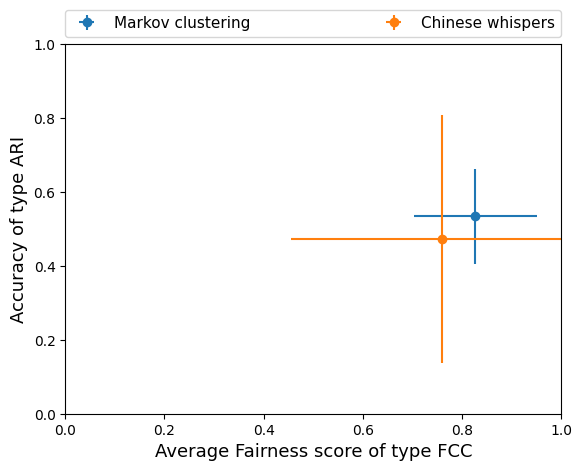 Markov clustering Chinese whispers
1.0
0.8
0.6
0.4
0.2
0.0
Accuracy of type ARI
0.0 0.2 0.4 0.6 0.8 1.0
Average Fairness score of type FCC